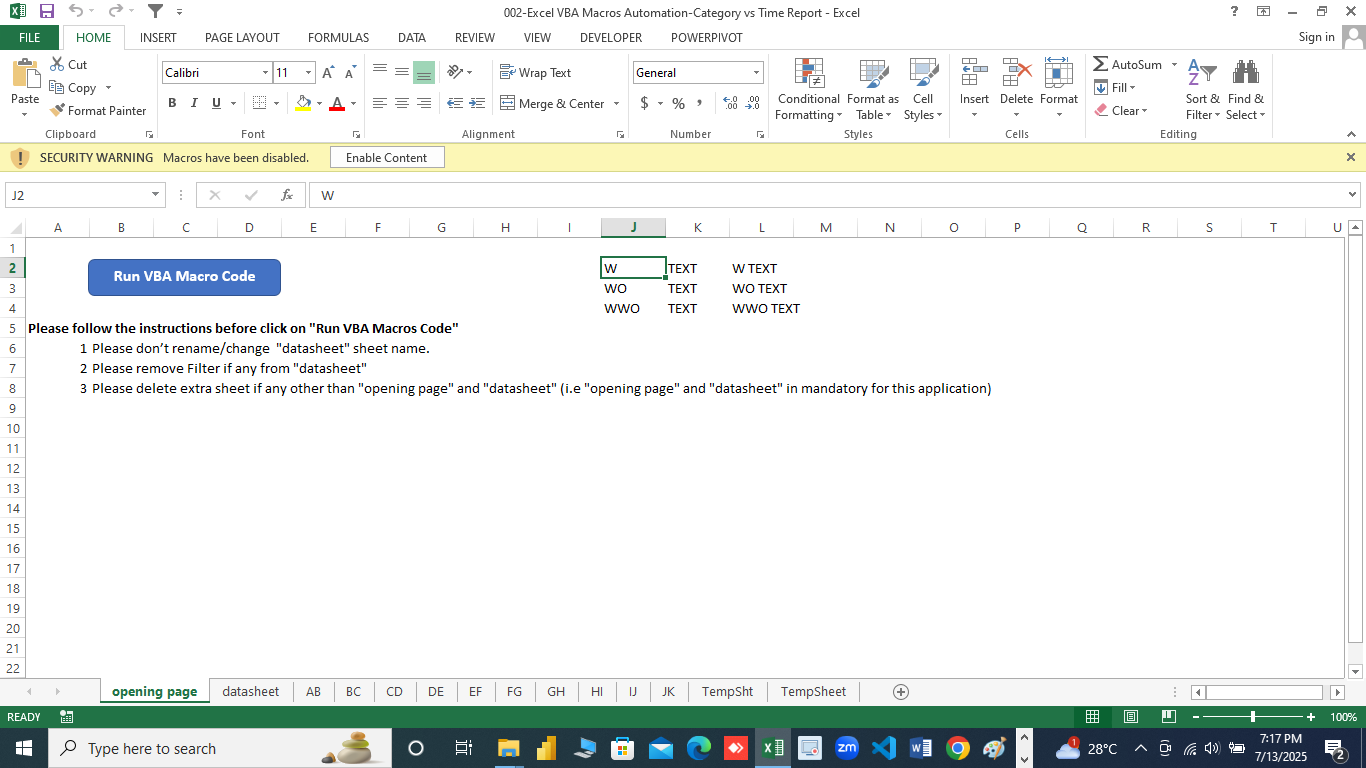 002-Excel VBA Macros Automation-Category vs Time Report - Excel
FILE HOME INSERT PAGE LAYOUT FORMULAS DATA REVIEW VIEW DEVELOPER POWERPIVOT Sign in
Paste
Cut
Copy
Format Painter
Clipboard
Calibri 11
B I U
Font
Wrap Text
Merge & Center
Alignment
General
$ % ,
Number
Conditional Formatting
Format as Table
Cell Styles
Styles
Insert Delete Format
Cells
AutoSum
Fill
Clear
Sort & Filter
Find & Select
Editing
SECURITY WARNING Macros have been disabled. Enable Content
J2 fx W
A B C D E F G H I J K L M N O P Q R S T U
1
2 Run VBA Macro Code W TEXT W TEXT
3 WO TEXT WO TEXT
4 WWO TEXT WWO TEXT
5 Please follow the instructions before click on "Run VBA Macros Code"
6 1 Please don’t rename/change "datasheet" sheet name.
7 2 Please remove Filter if any from "datasheet"
8 3 Please delete extra sheet if any other than "opening page" and "datasheet" (i.e "opening page" and "datasheet" in mandatory for this application)
9
10
11
12
13
14
15
16
17
18
19
20
21
22
opening page datasheet AB BC CD DE EF FG GH HI IJ JK TempSht TempSheet
READY 100%
Type here to search zm 1 28°C 7:17 PM
7/13/2025 2